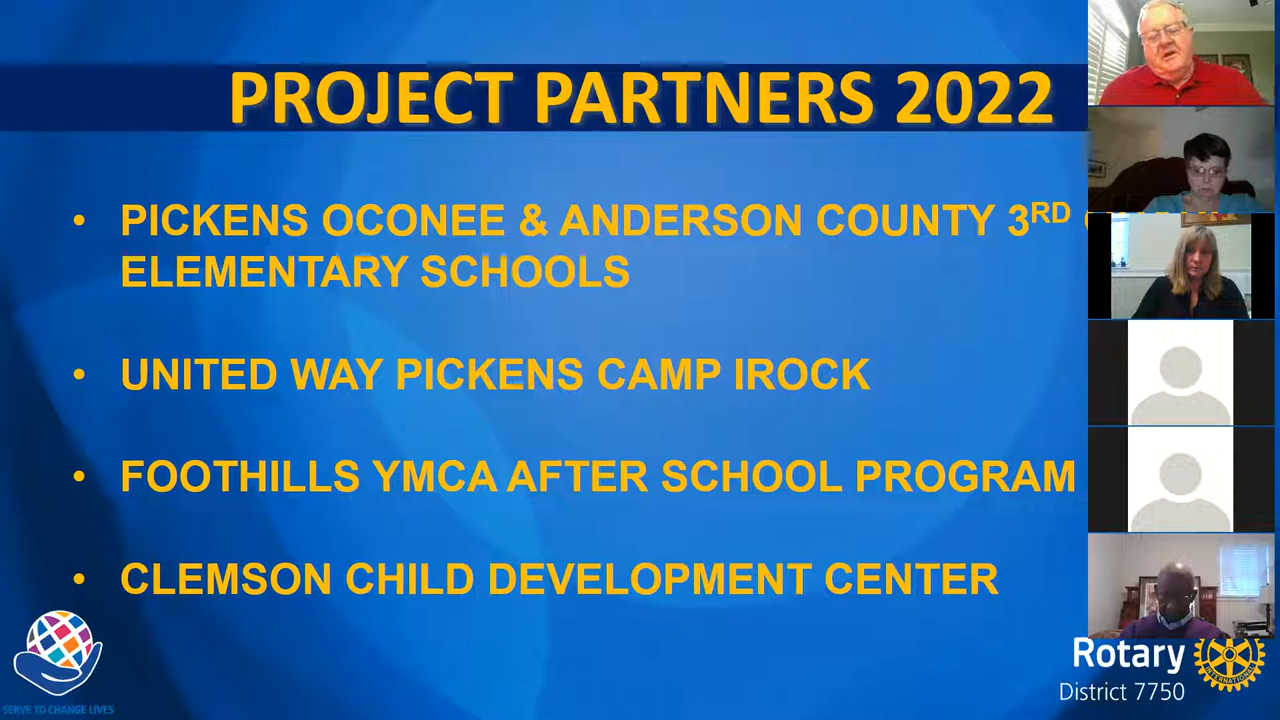 PROJECT PARTNERS 2022
• PICKENS OCONEE & ANDERSON COUNTY 3RD
ELEMENTARY SCHOOLS
• UNITED WAY PICKENS CAMP IROCK
• FOOTHILLS YMCA AFTER SCHOOL PROGRAM
• CLEMSON CHILD DEVELOPMENT CENTER
SERVE TO CHANGE LIVES
Rotary
District 7750
INTERNATIONAL